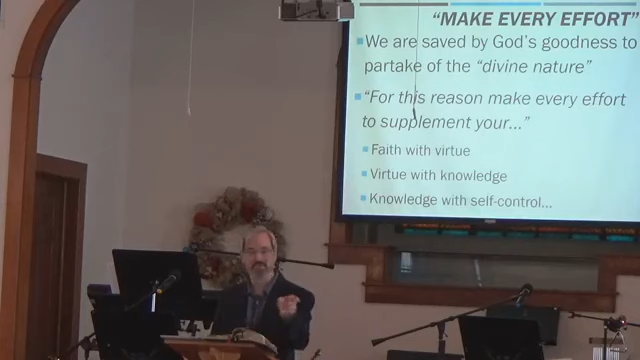 “MAKE EVERY EFFORT”
We are saved by God’s goodness to
partake of the “divine nature”
“For this reason make every effort
to supplement your...”
Faith with virtue
Virtue with knowledge
Knowledge with self-control...